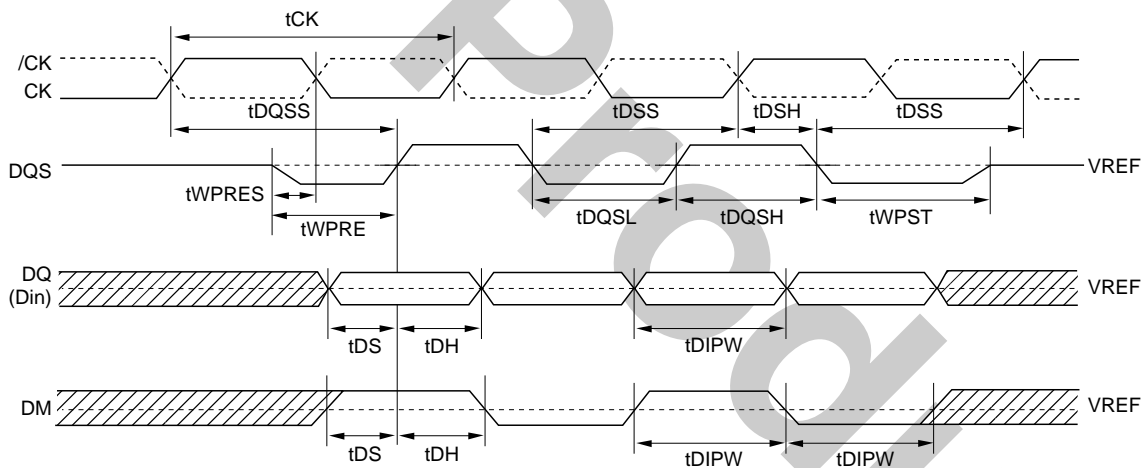 tCK
/CK
CK
tDQSS tDSS tDSH tDSS
DQS VREF
tWPRES
tWPRE tDQSL tDQSH tWPST
DQ
(Din) VREF
tDS tDH tDIPW
DM VREF
tDS tDH tDIPW tDIPW
Prod